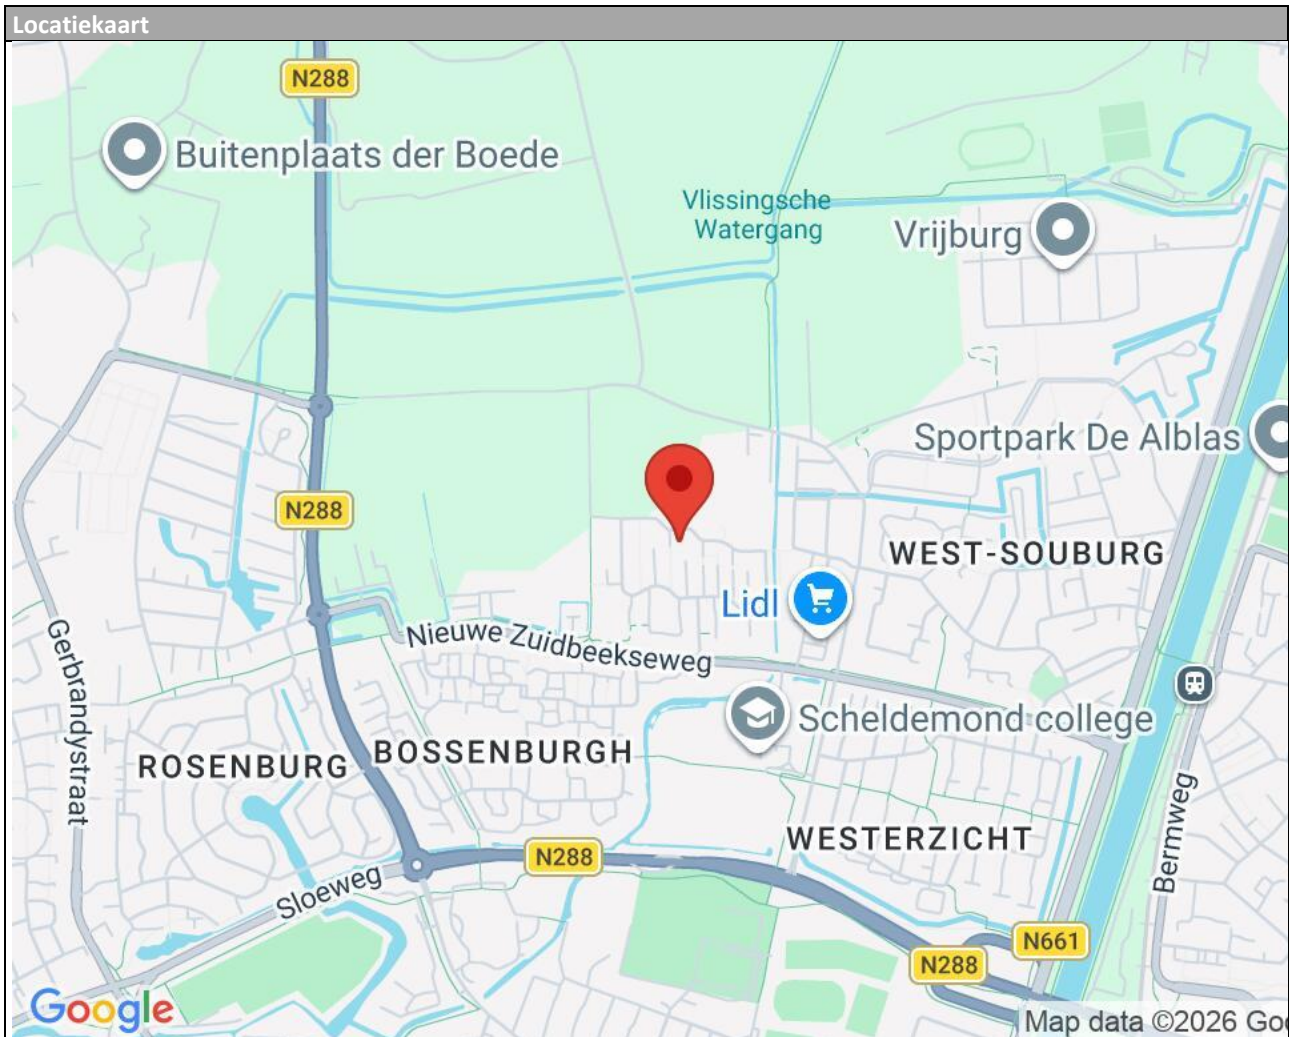 Locatiekaart
N288
Buitenplaats der Boede
Vlissingsche
Watergang
Vrijburg
Sportpark De Alblas
N288
WEST-SOUBURG
Lidl
Nieuwe Zuidbeekseweg
Gerbrandystraat
Scheldemond college
BOSSENBURGH
ROSENBURG
WESTERZICHT
Bermweg
N288
Sloeweg
N661
N288
Google
Map data ©2026 Goo